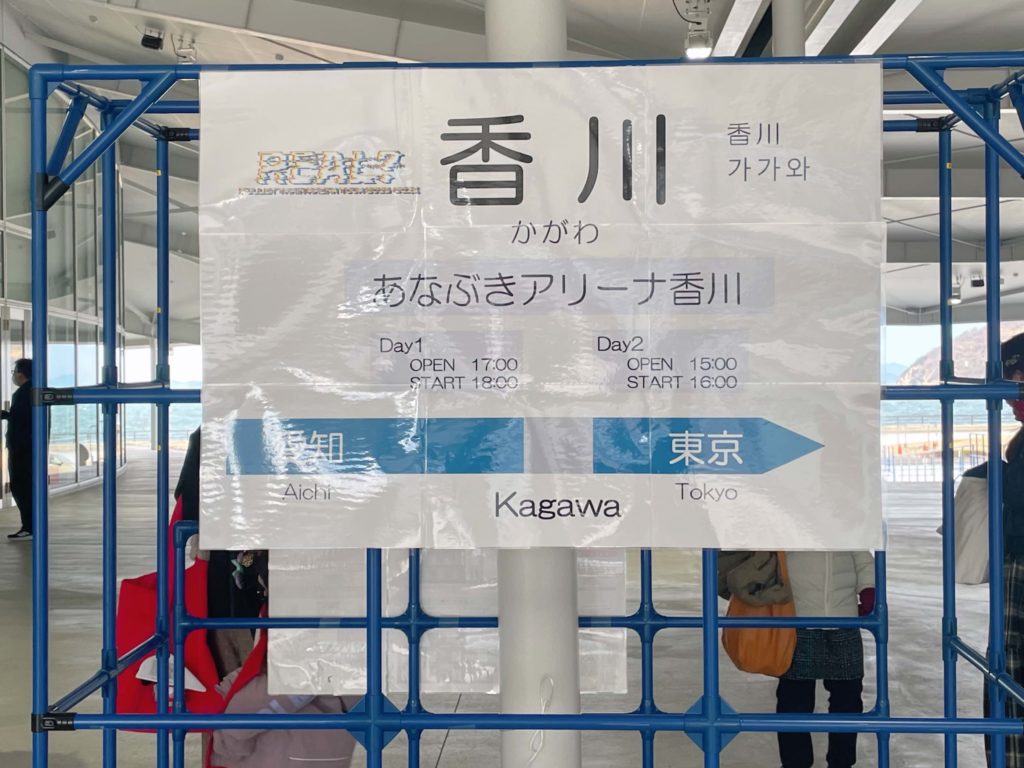 REAL?
香川
香川
가가와
かがわ
あなぶきアリーナ香川
Day1
OPEN 17:00
START 18:00
Day2
OPEN 15:00
START 16:00
知
東京
Aichi
Kagawa
Tokyo